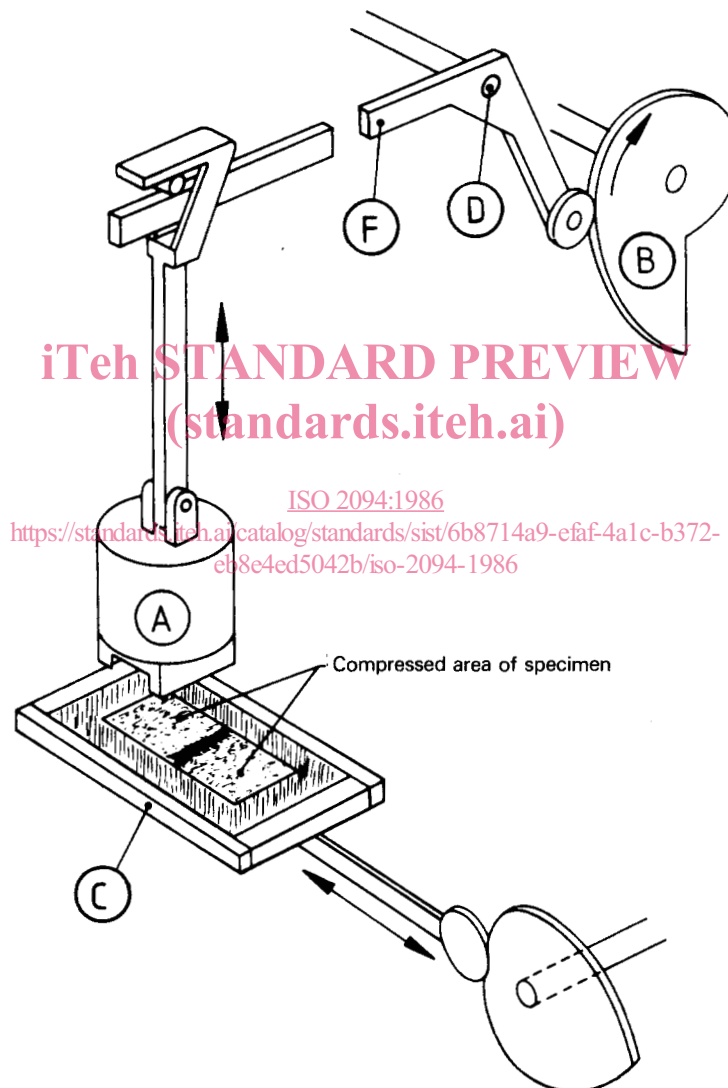 D
F
B
iTeh STANDARD PREVIEW
(standards.iteh.ai)
ISO 2094:1986
https://standards.iteh.ai/catalog/standards/sist/6b8714a9-efaf-4a1c-b372-
eb8e4ed5042b/iso-2094-1986
A
Compressed area of specimen
C